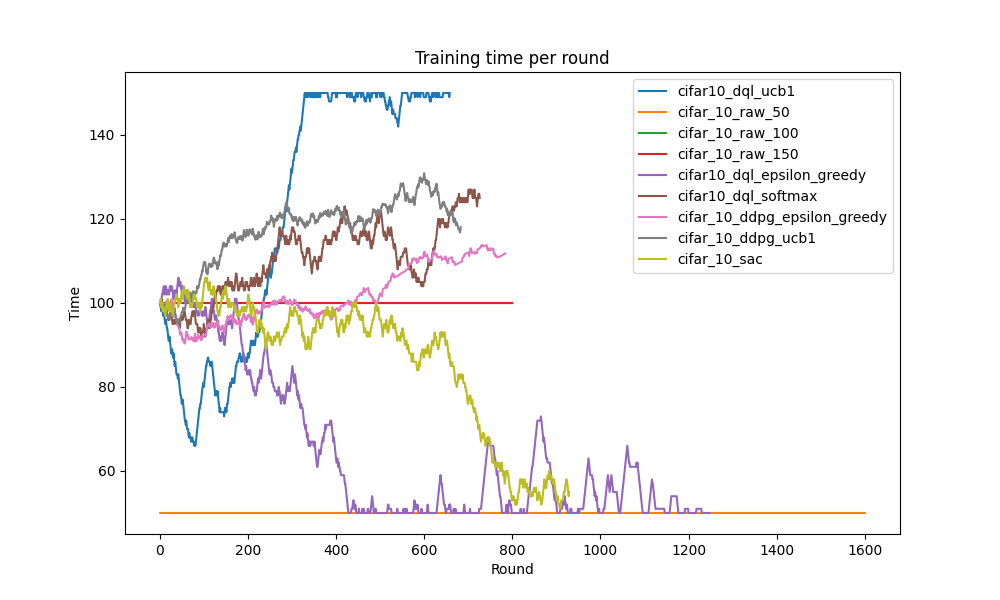 Training time per round
Time
140
120
100
80
60
0 200 400 600 800 1000 1200 1400 1600
Round
cifar10_dql_ucb1
cifar_10_raw_50
cifar_10_raw_100
cifar_10_raw_150
cifar10_dql_epsilon_greedy
cifar10_dql_softmax
cifar_10_ddpg_epsilon_greedy
cifar_10_ddpg_ucb1
cifar_10_sac